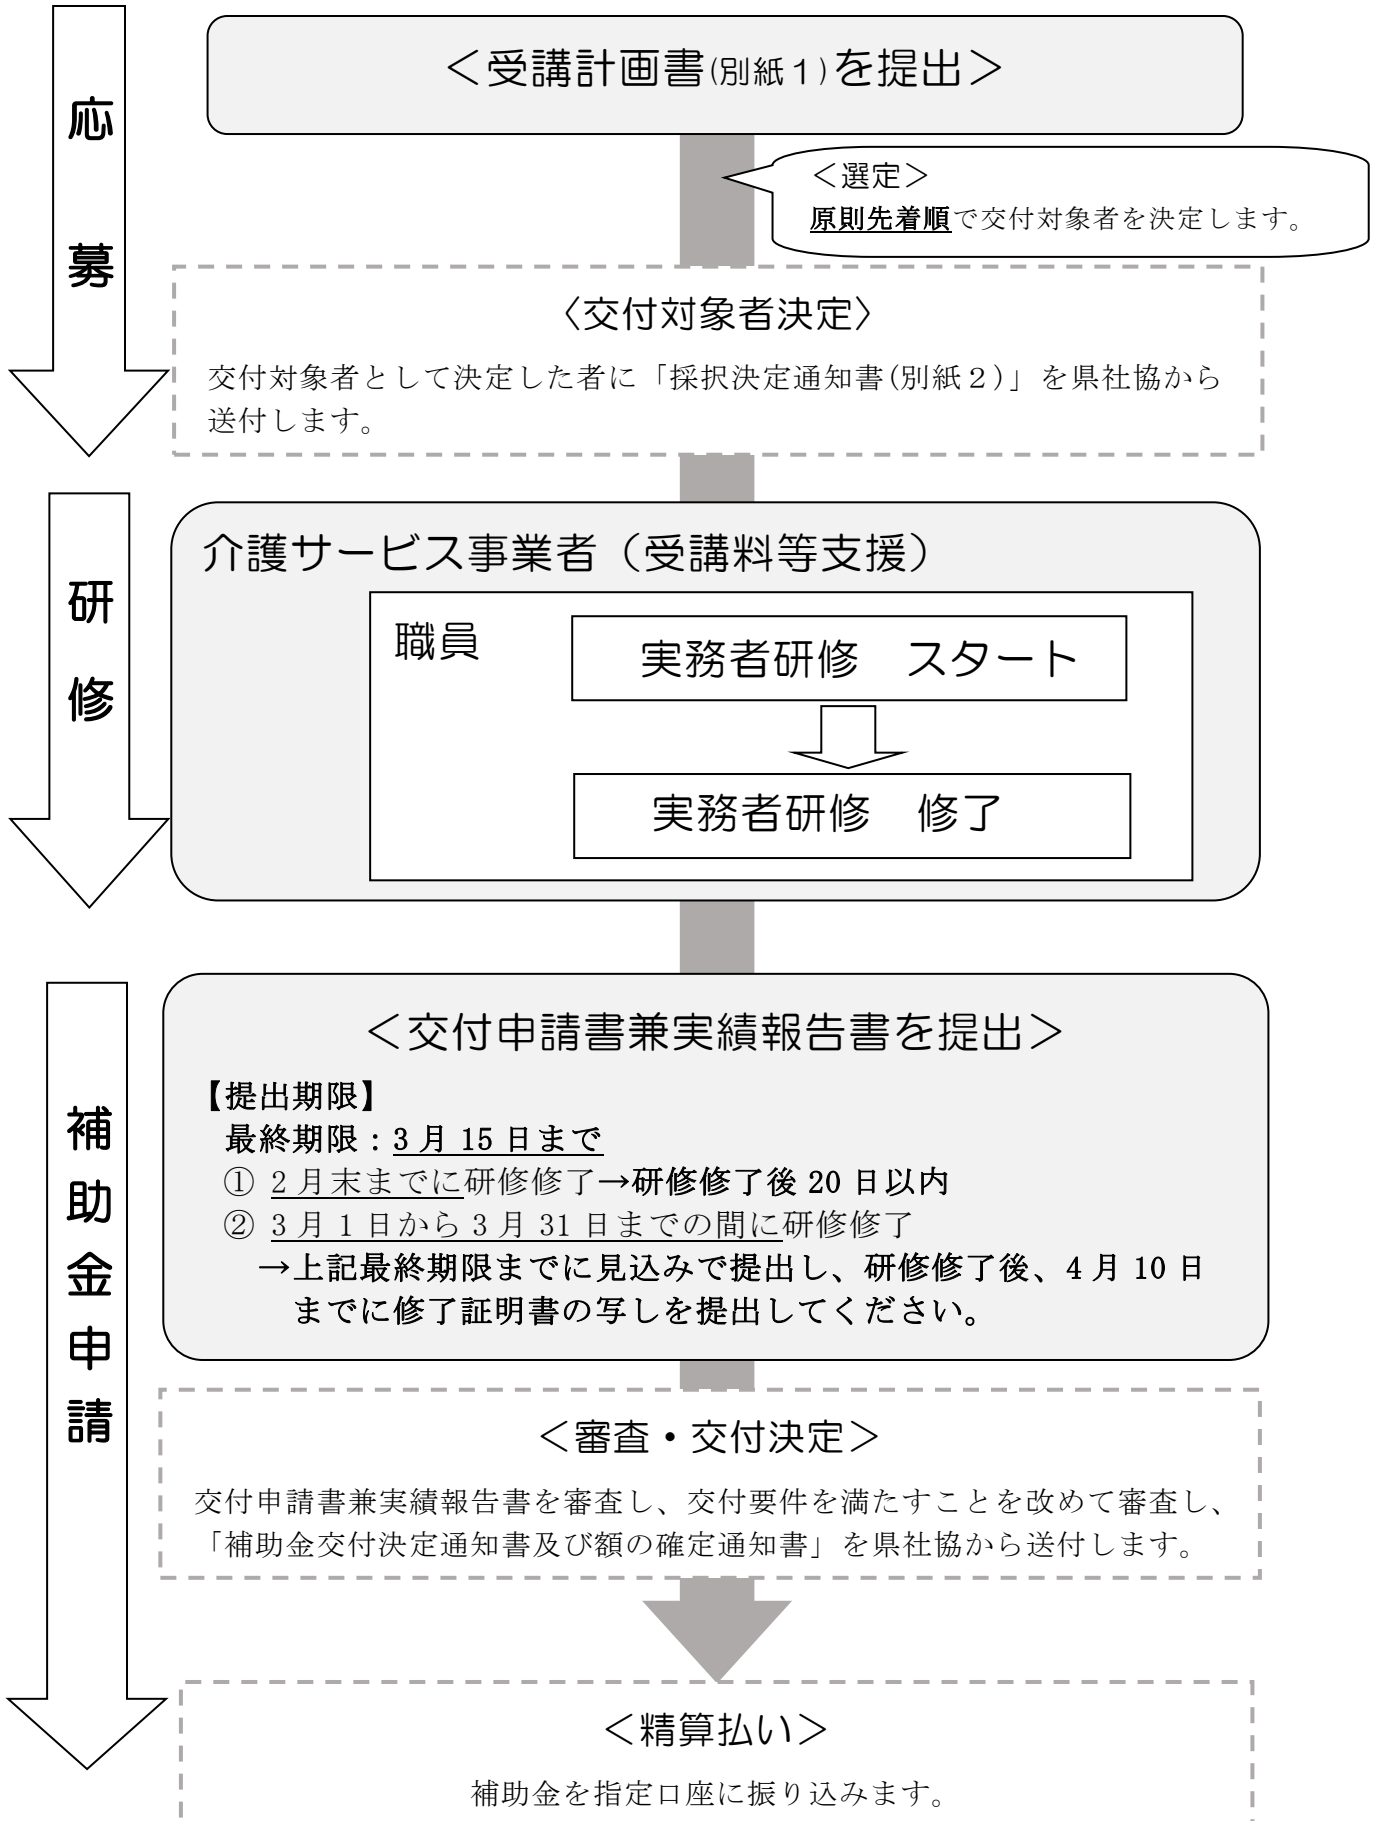 応募
＜受講計画書(別紙１)を提出＞
＜選定＞
原則先着順で交付対象者を決定します。
〈交付対象者決定〉
交付対象者として決定した者に「採択決定通知書(別紙２)」を県社協から
送付します。
研修
介護サービス事業者（受講料等支援）
職員
実務者研修　スタート
実務者研修　修了
補助金申請
＜交付申請書兼実績報告書を提出＞
【提出期限】
最終期限：3 月 15 日まで
① 2 月末までに研修修了→研修修了後 20 日以内
② 3 月 1 日から 3 月 31 日までの間に研修修了
→上記最終期限までに見込みで提出し、研修修了後、4 月 10 日
までに修了証明書の写しを提出してください。
＜審査・交付決定＞
交付申請書兼実績報告書を審査し、交付要件を満たすことを改めて審査し、
「補助金交付決定通知書及び額の確定通知書」を県社協から送付します。
＜精算払い＞
補助金を指定口座に振り込みます。